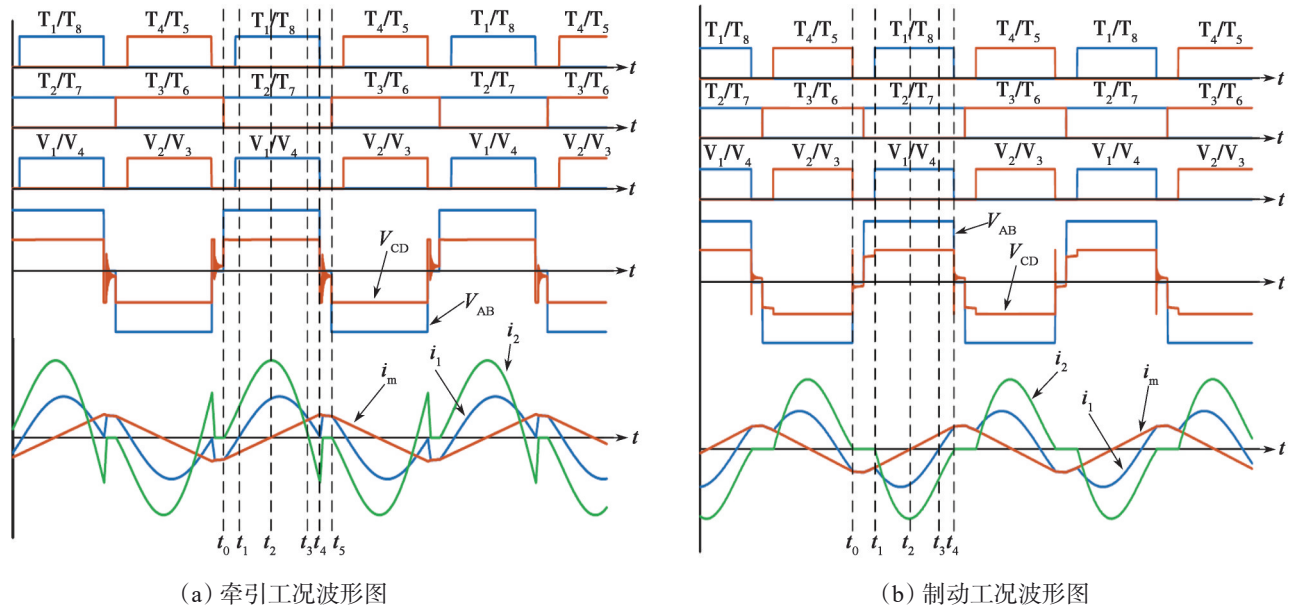 T1/T8 T4/T5 T1/T8 T4/T5 T1/T8 T4/T5
t
T2/T7 T3/T6 T2/T7 T3/T6 T2/T7 T3/T6
t
V1/V4 V2/V3 V1/V4 V2/V3 V1/V4 V2/V3
t
VCD
t
VAB
i2
i1
im
t
t0 t1 t2 t3 t4 t5
(a) 牵引工况波形图
T1/T8 T4/T5 T1/T8 T4/T5 T1/T8 T4/T5
t
T2/T7 T3/T6 T2/T7 T3/T6 T2/T7 T3/T6
t
V1/V4 V2/V3 V1/V4 V2/V3 V1/V4 V2/V3
t
VAB
VCD
t
i2
im
i1
t
t0 t1 t2 t3 t4
(b) 制动工况波形图